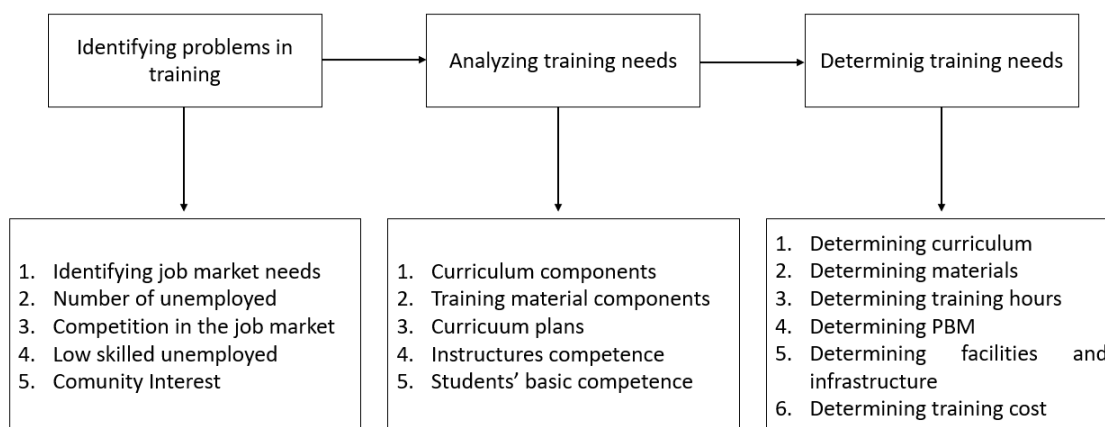 Identifying problems in
training
Analyzing training needs
Determinig training needs
1. Identifying job market needs
2. Number of unemployed
3. Competition in the job market
4. Low skilled unemployed
5. Comunity Interest
1. Curriculum components
2. Training material components
3. Curricuum plans
4. Instructures competence
5. Students’ basic competence
1. Determining curriculum
2. Determining materials
3. Determining training hours
4. Determining PBM
5. Determining facilities and
infrastructure
6. Determining training cost